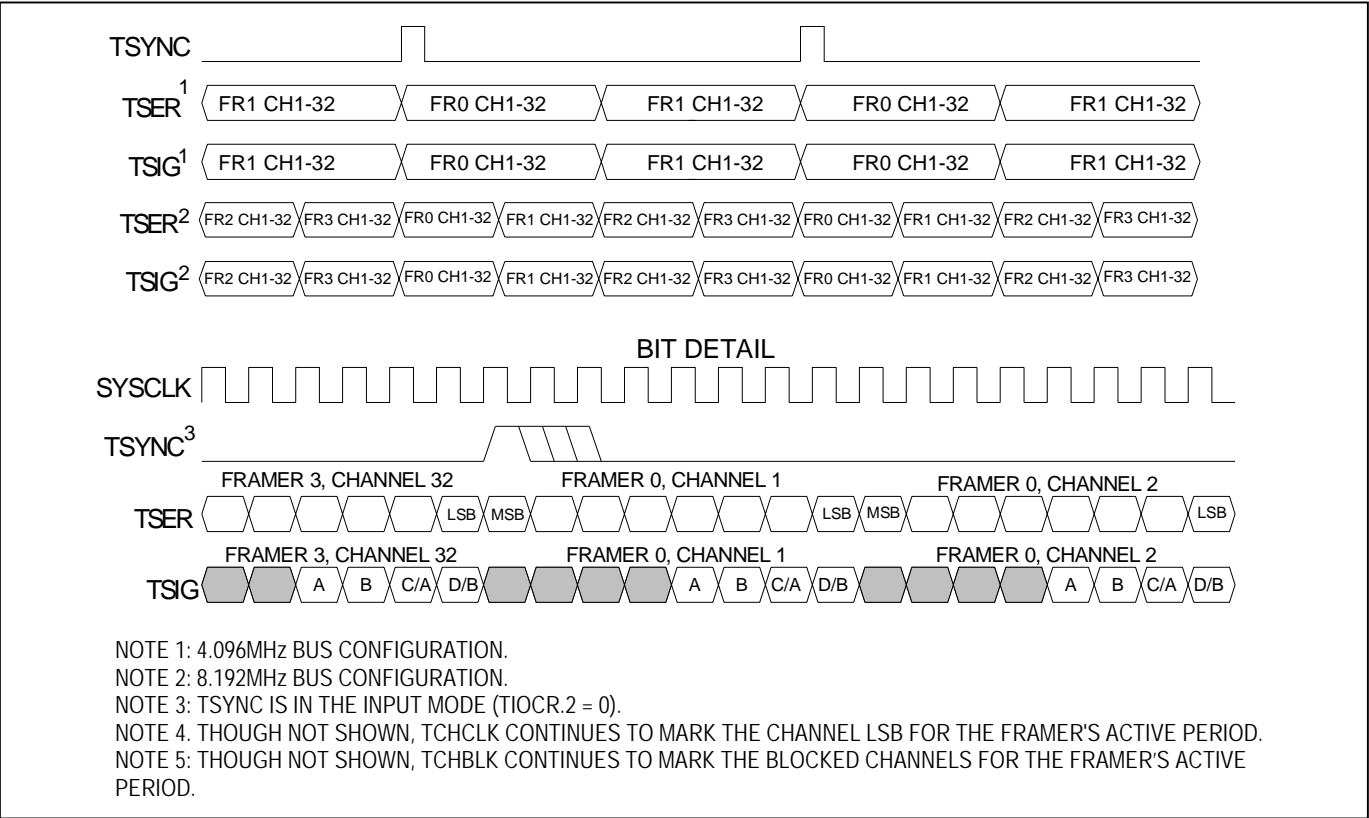 TSYNC
TSER1 FR1 CH1-32 FR0 CH1-32 FR1 CH1-32 FR0 CH1-32 FR1 CH1-32
TSIG1 FR1 CH1-32 FR0 CH1-32 FR1 CH1-32 FR0 CH1-32 FR1 CH1-32
TSER2 FR2 CH1-32 FR3 CH1-32 FR0 CH1-32 FR1 CH1-32 FR2 CH1-32 FR3 CH1-32 FR0 CH1-32 FR1 CH1-32 FR2 CH1-32 FR3 CH1-32
TSIG2 FR2 CH1-32 FR3 CH1-32 FR0 CH1-32 FR1 CH1-32 FR2 CH1-32 FR3 CH1-32 FR0 CH1-32 FR1 CH1-32 FR2 CH1-32 FR3 CH1-32
BIT DETAIL
SYSCLK
TSYNC3
FRAMER 3, CHANNEL 32 FRAMER 0, CHANNEL 1 FRAMER 0, CHANNEL 2
TSER LSB MSB LSB MSB LSB
FRAMER 3, CHANNEL 32 FRAMER 0, CHANNEL 1 FRAMER 0, CHANNEL 2
TSIG A B C/A D/B A B C/A D/B A B C/A D/B
NOTE 1: 4.096MHz BUS CONFIGURATION.
NOTE 2: 8.192MHz BUS CONFIGURATION.
NOTE 3: TSYNC IS IN THE INPUT MODE (TIOCR.2 = 0).
NOTE 4. THOUGH NOT SHOWN, TCHCLK CONTINUES TO MARK THE CHANNEL LSB FOR THE FRAMER'S ACTIVE PERIOD.
NOTE 5: THOUGH NOT SHOWN, TCHBLK CONTINUES TO MARK THE BLOCKED CHANNELS FOR THE FRAMER’S ACTIVE
PERIOD.